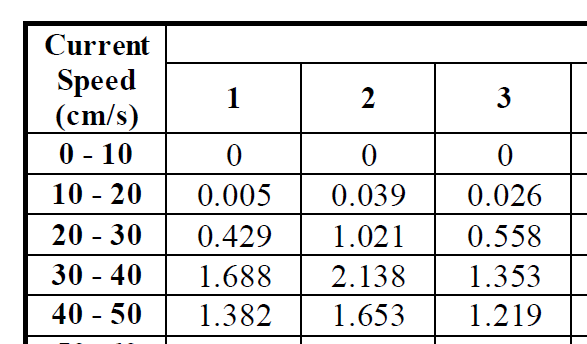 Current
Speed
(cm/s)
1 2 3
0 - 10 0 0 0
10 - 20 0.005 0.039 0.026
20 - 30 0.429 1.021 0.558
30 - 40 1.688 2.138 1.353
40 - 50 1.382 1.653 1.219